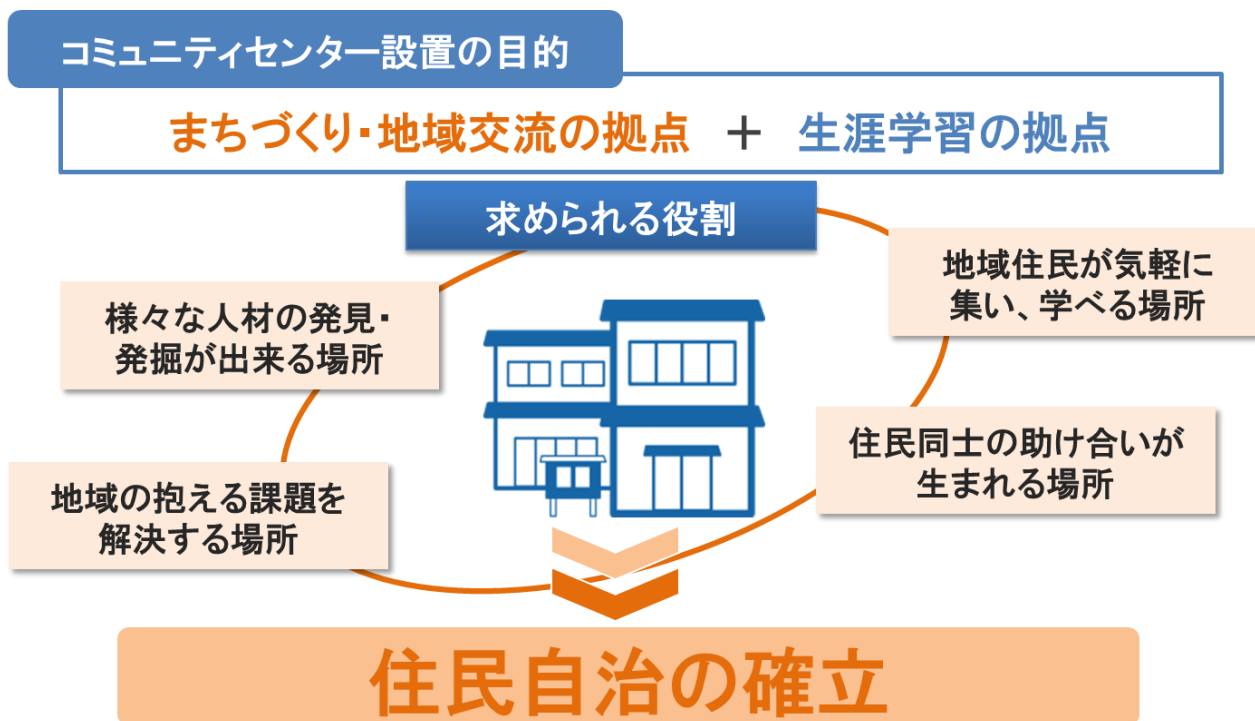 コミュニティセンター設置の目的
まちづくり・地域交流の拠点 + 生涯学習の拠点
求められる役割
地域住民が気軽に
集い、学べる場所
様々な人材の発見・
発掘が出来る場所
住民同士の助け合いが
生まれる場所
地域の抱える課題を
解決する場所
住民自治の確立